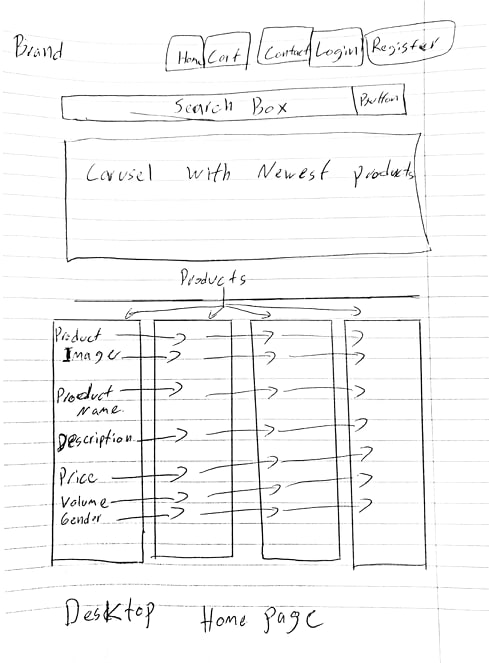 Brand
Home Cart Contact Login Register
Search Box Button
Carusel with Newest products
Products
Product
Image
Product
Name
Description
Price
Volume
Gender
Desktop Home page